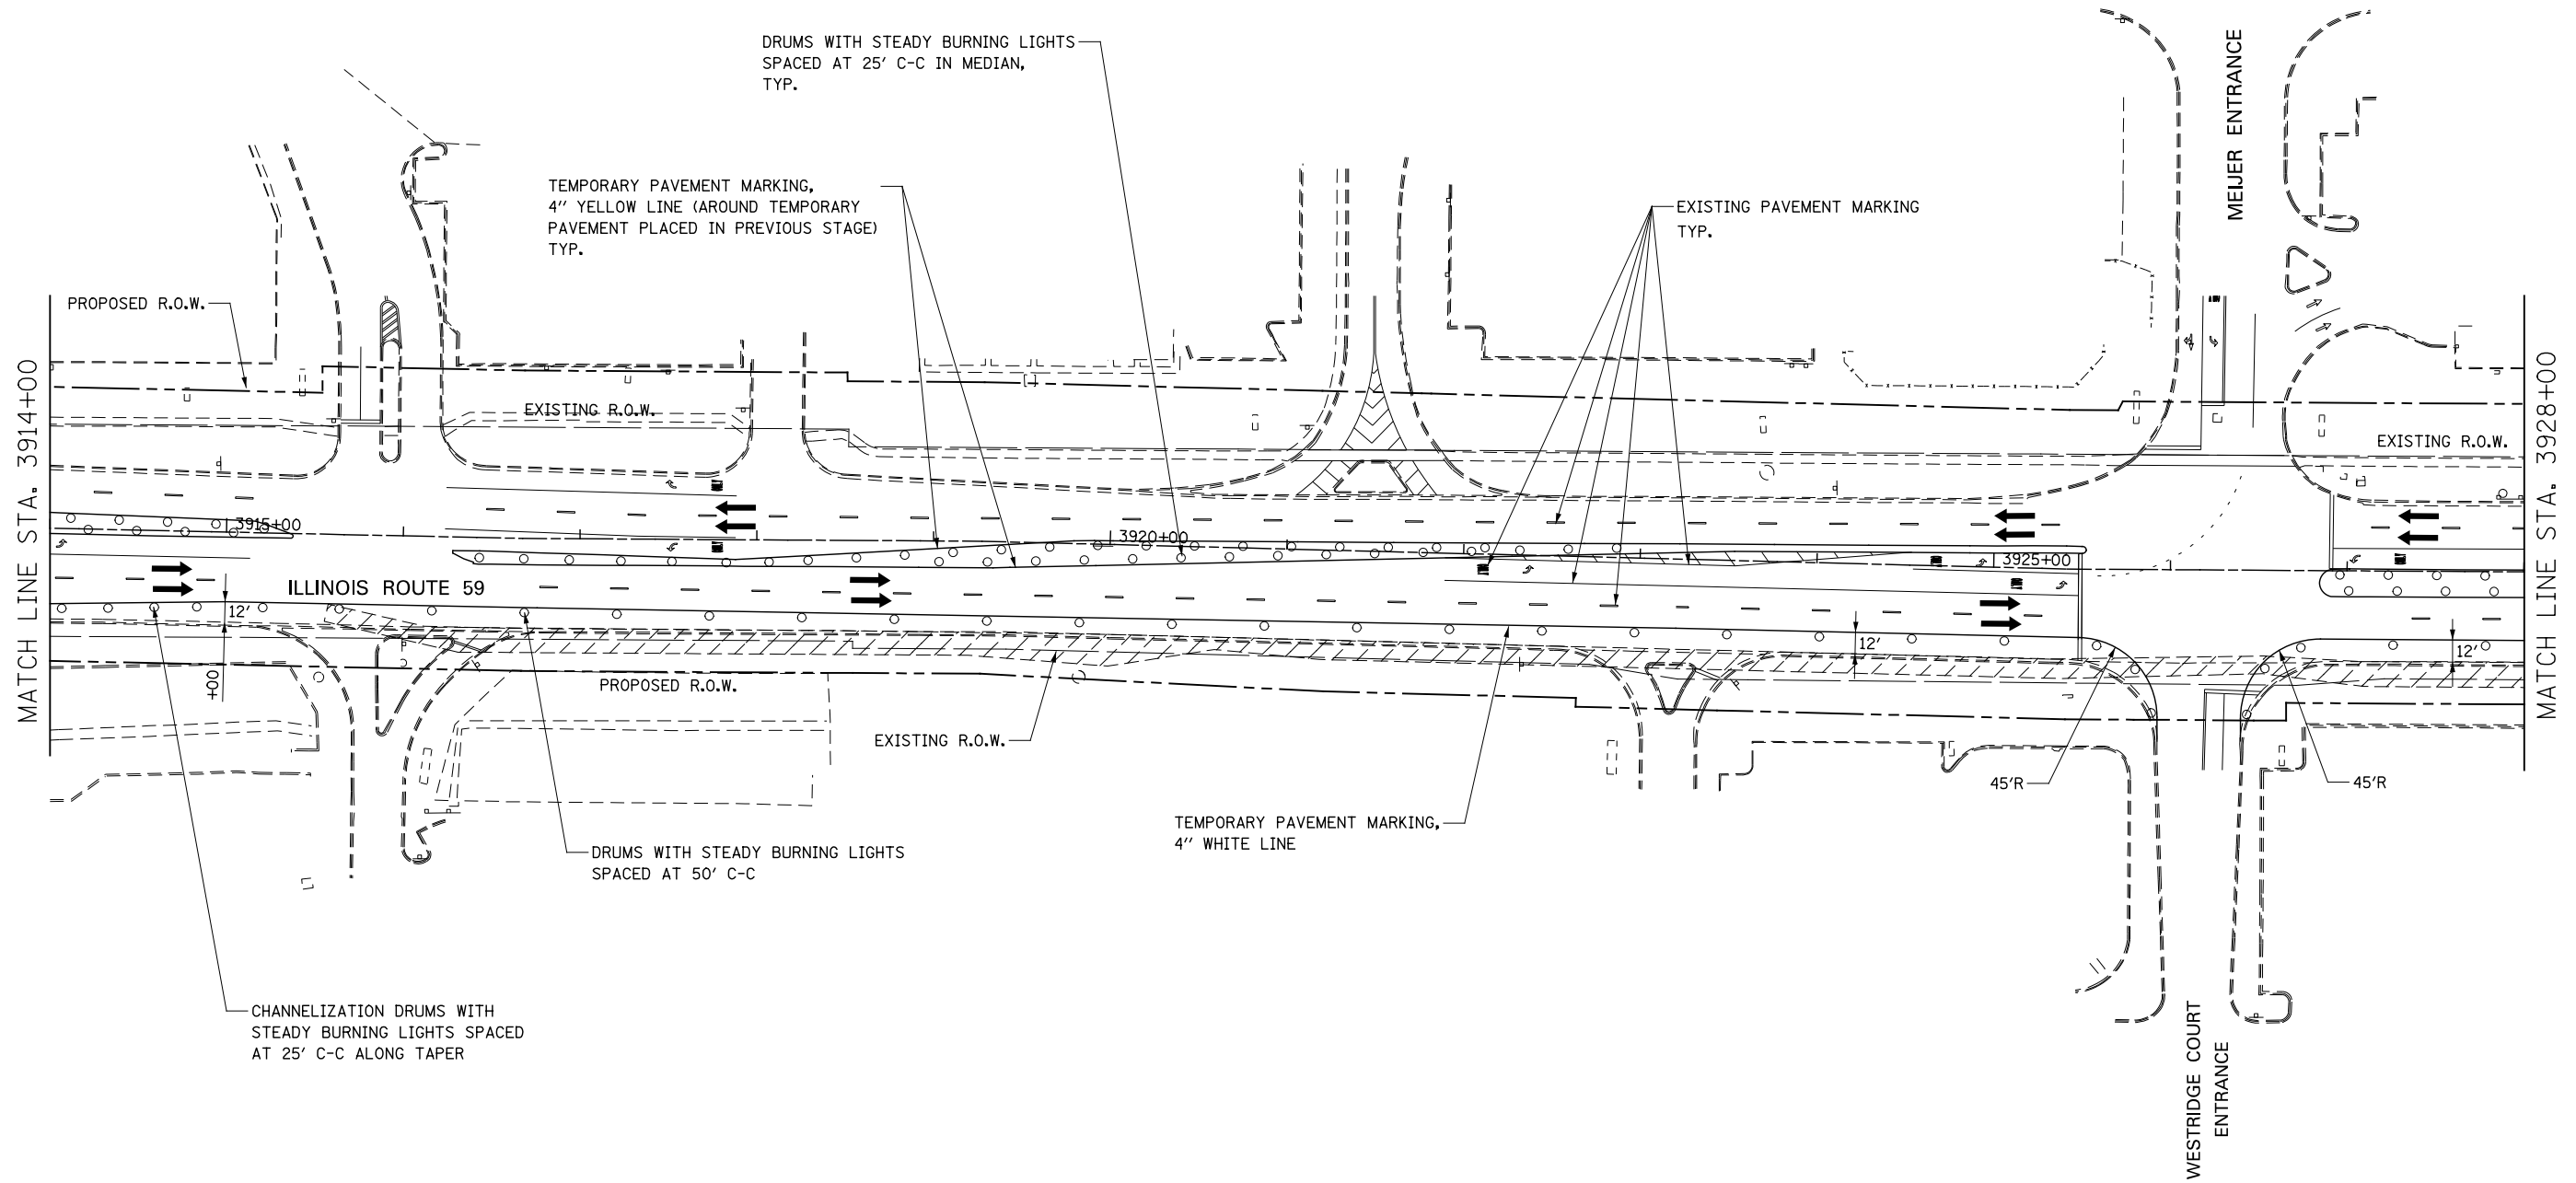 DRUMS WITH STEADY BURNING LIGHTS
SPACED AT 25' C-C IN MEDIAN,
TYP.
MEIJER ENTRANCE
TEMPORARY PAVEMENT MARKING,
4" YELLOW LINE (AROUND TEMPORARY
PAVEMENT PLACED IN PREVIOUS STAGE)
TYP.
EXISTING PAVEMENT MARKING
TYP.
PROPOSED R.O.W.
EXISTING R.O.W.
EXISTING R.O.W.
MATCH LINE STA. 3914+00
MATCH LINE STA. 3928+00
3915+00
3920+00
3925+00
ILLINOIS ROUTE 59
12'
12'
12'
+00
PROPOSED R.O.W.
EXISTING R.O.W.
45'R
45'R
TEMPORARY PAVEMENT MARKING,
4" WHITE LINE
DRUMS WITH STEADY BURNING LIGHTS
SPACED AT 50' C-C
CHANNELIZATION DRUMS WITH
STEADY BURNING LIGHTS SPACED
AT 25' C-C ALONG TAPER
WESTRIDGE COURT
ENTRANCE